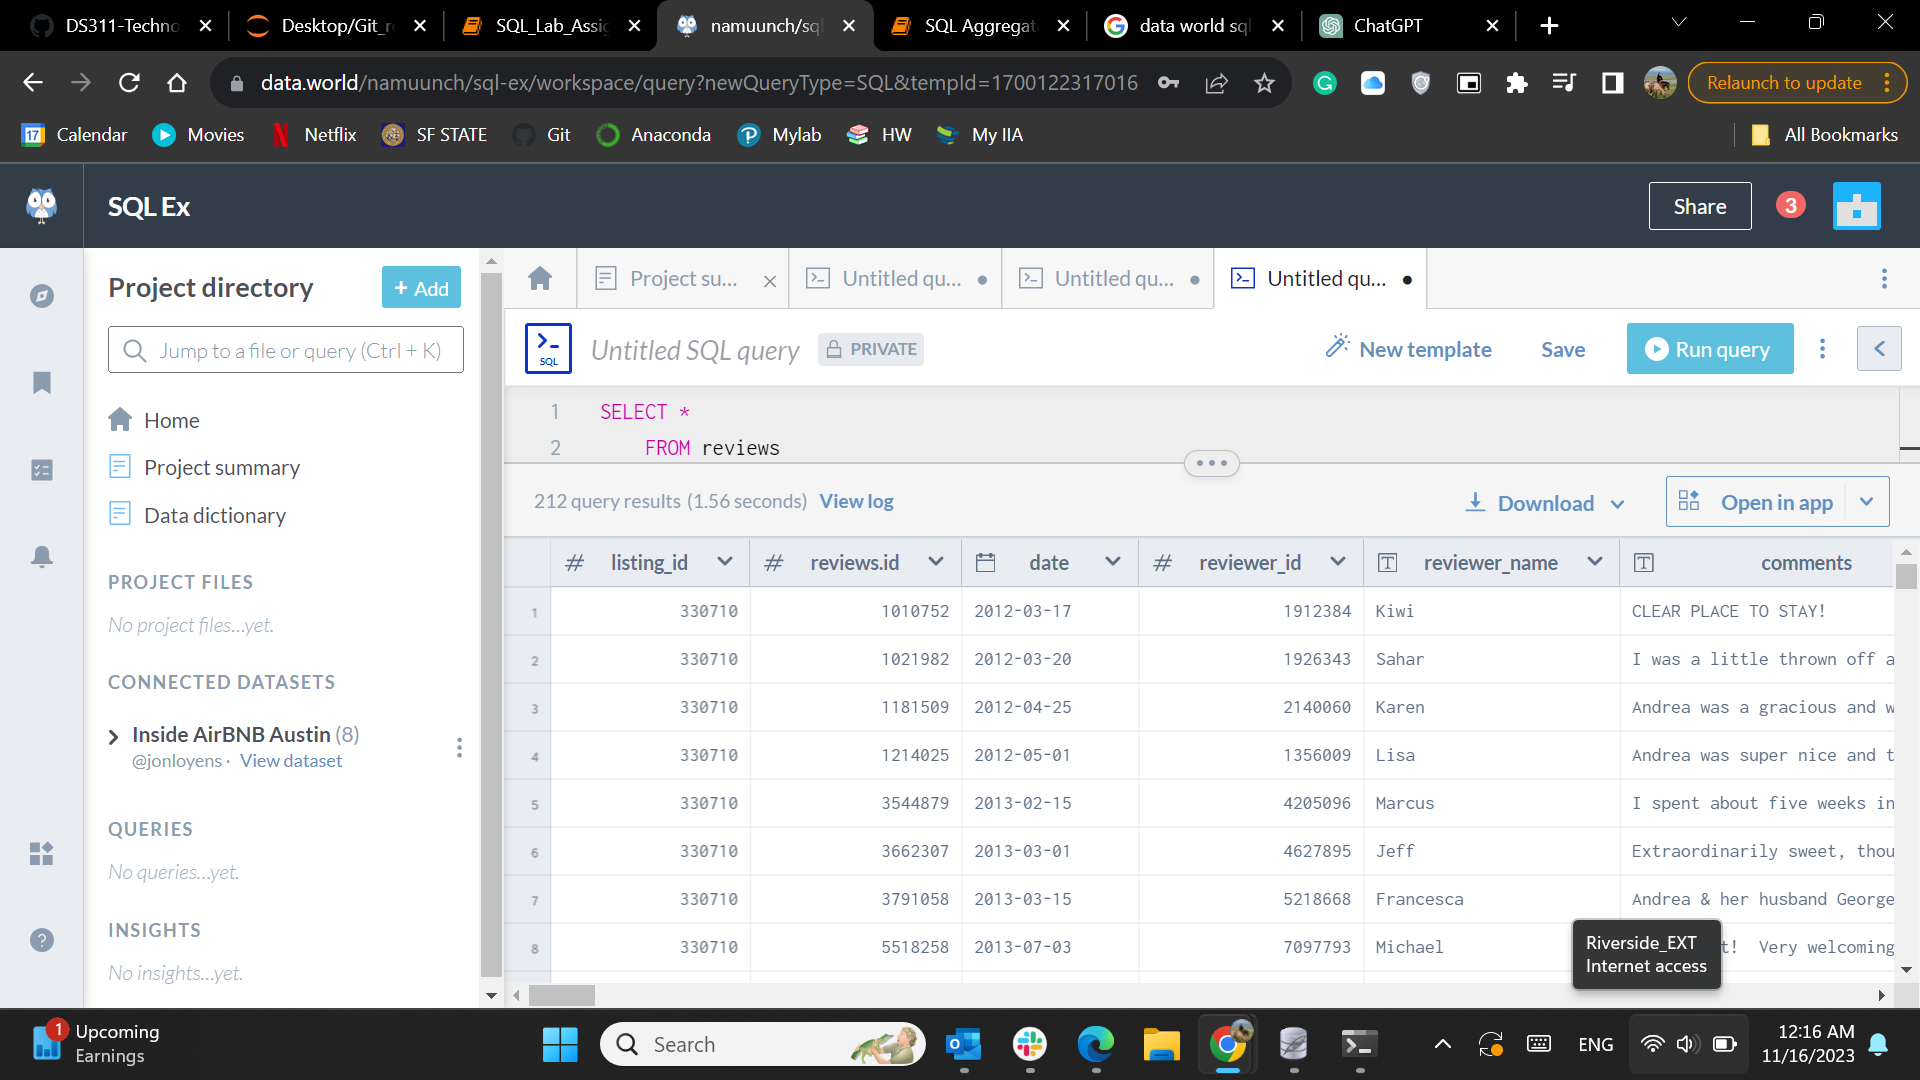 DS311-Techno
Desktop/Git_r
SQL_Lab_Assig
namuunch/sql
SQL Aggregat
data world sql
ChatGPT
data.world/namuunch/sql-ex/workspace/query?newQueryType=SQL&tempId=1700122317016
Relaunch to update
17 Calendar
Movies
Netflix
SF STATE
Git
Anaconda
Mylab
HW
My IIA
All Bookmarks
SQL Ex
Share
3
Project directory
+ Add
Jump to a file or query (Ctrl + K)
Home
Project summary
Data dictionary
PROJECT FILES
No project files...yet.
CONNECTED DATASETS
Inside AirBNB Austin (8)
@jonloyens · View dataset
QUERIES
No queries...yet.
INSIGHTS
No insights...yet.
Project su...
Untitled qu...
Untitled qu...
Untitled qu...
SQL
Untitled SQL query
PRIVATE
New template
Save
Run query
1 SELECT *
2 FROM reviews
212 query results (1.56 seconds) View log
Download
Open in app
# listing_id # reviews.id date # reviewer_id T reviewer_name T comments
1 330710 1010752 2012-03-17 1912384 Kiwi CLEAR PLACE TO STAY!
2 330710 1021982 2012-03-20 1926343 Sahar I was a little thrown off a
3 330710 1181509 2012-04-25 2140060 Karen Andrea was a gracious and w
4 330710 1214025 2012-05-01 1356009 Lisa Andrea was super nice and t
5 330710 3544879 2013-02-15 4205096 Marcus I spent about five weeks in
6 330710 3662307 2013-03-01 4627895 Jeff Extraordinarily sweet, thou
7 330710 3791058 2013-03-15 5218668 Francesca Andrea & her husband George
8 330710 5518258 2013-07-03 7097793 Michael t! Very welcoming
Riverside_EXT
Internet access
1
Upcoming
Earnings
Search
ENG
12:16 AM
11/16/2023